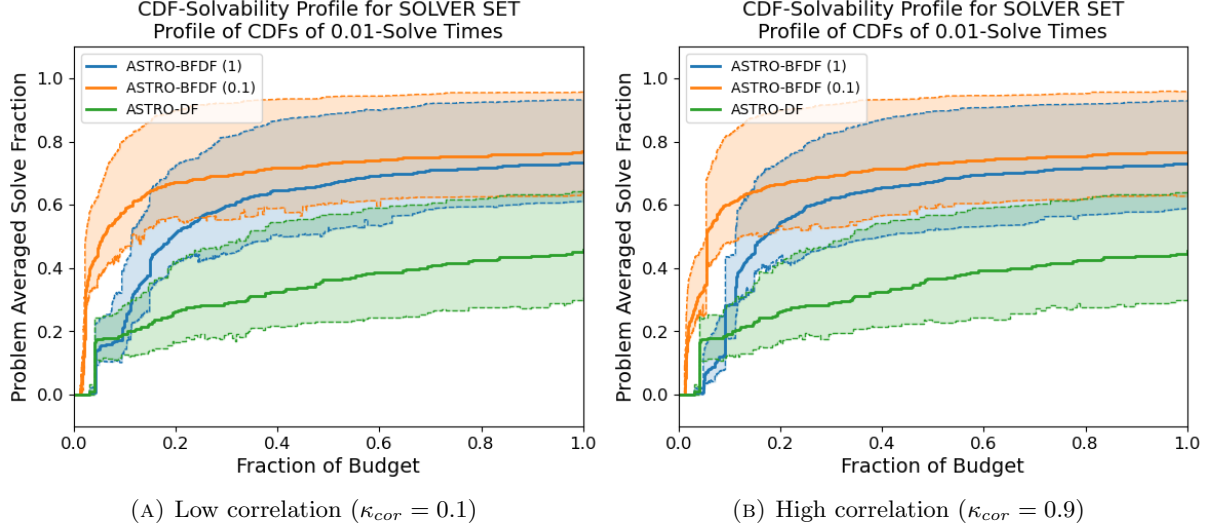 CDF-Solvability Profile for SOLVER SET
Profile of CDFs of 0.01-Solve Times
ASTRO-BFDF (1)
ASTRO-BFDF (0.1)
ASTRO-DF
Problem Averaged Solve Fraction
1.0
0.8
0.6
0.4
0.2
0.0
0.0 0.2 0.4 0.6 0.8 1.0
Fraction of Budget
(A) Low correlation (κcor = 0.1)
CDF-Solvability Profile for SOLVER SET
Profile of CDFs of 0.01-Solve Times
ASTRO-BFDF (1)
ASTRO-BFDF (0.1)
ASTRO-DF
Problem Averaged Solve Fraction
1.0
0.8
0.6
0.4
0.2
0.0
0.0 0.2 0.4 0.6 0.8 1.0
Fraction of Budget
(B) High correlation (κcor = 0.9)